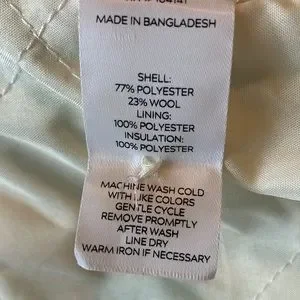 MADE IN BANGLADESH
SHELL:
77% POLYESTER
23% WOOL
LINING:
100% POLYESTER
INSULATION:
100% POLYESTER
MACHINE WASH COLD
WITH LIKE COLORS
GENTLE CYCLE
REMOVE PROMPTLY
AFTER WASH
LINE DRY
WARM IRON IF NECESSARY